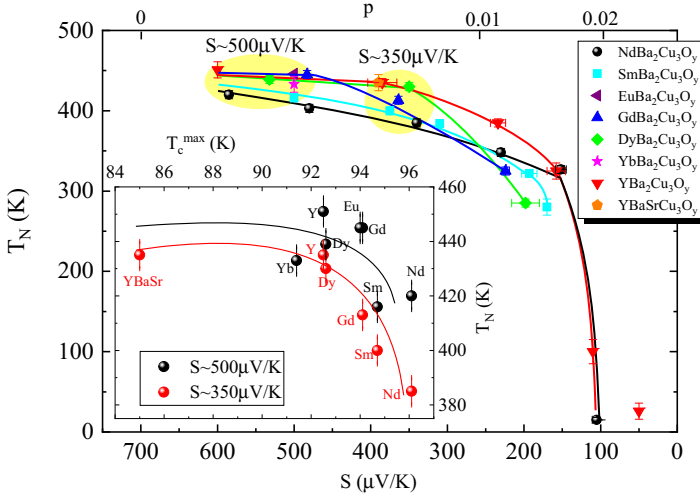 p
0 0.01 0.02
S~500μV/K
S~350μV/K
NdBa2Cu3Oy
SmBa2Cu3Oy
EuBa2Cu3Oy
GdBa2Cu3Oy
DyBa2Cu3Oy
YbBa2Cu3Oy
YBa2Cu3Oy
YBaSrCu3Oy
TN (K)
500
400
300
200
100
0
Tcmax (K)
84 86 88 90 92 94 96
460
440
420
400
380
TN (K)
Y
Eu
Gd
Dy
Yb
Sm
Nd
YBaSr
Y
Dy
Gd
Sm
Nd
S~500μV/K
S~350μV/K
700 600 500 400 300 200 100 0
S (μV/K)